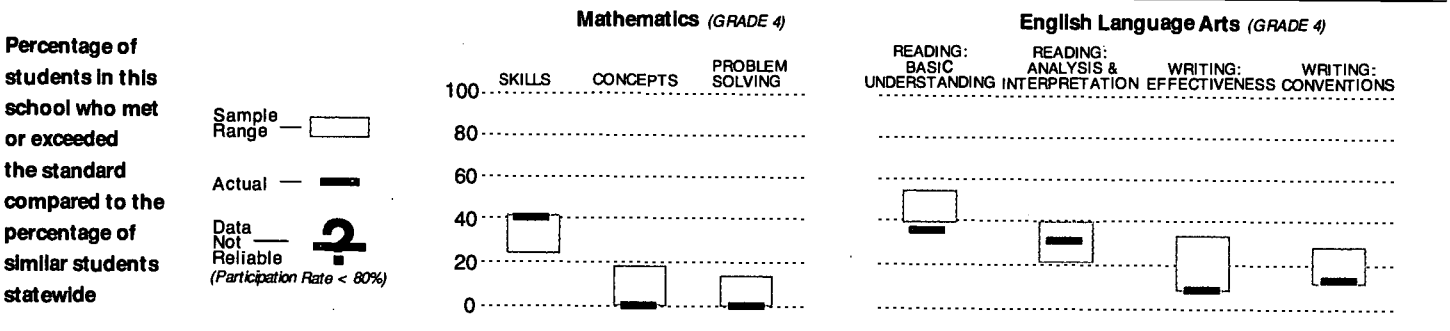 Mathematics (GRADE 4)
English Language Arts (GRADE 4)
Percentage of
students in this
school who met
or exceeded
the standard
compared to the
percentage of
similar students
statewide
Sample
Range —
Actual —
Data
Not —
Reliable
(Participation Rate < 80%)
?
SKILLS
CONCEPTS
PROBLEM
SOLVING
READING:
BASIC
UNDERSTANDING
READING:
ANALYSIS &
INTERPRETATION
WRITING:
EFFECTIVENESS
WRITING:
CONVENTIONS
100
80
60
40
20
0